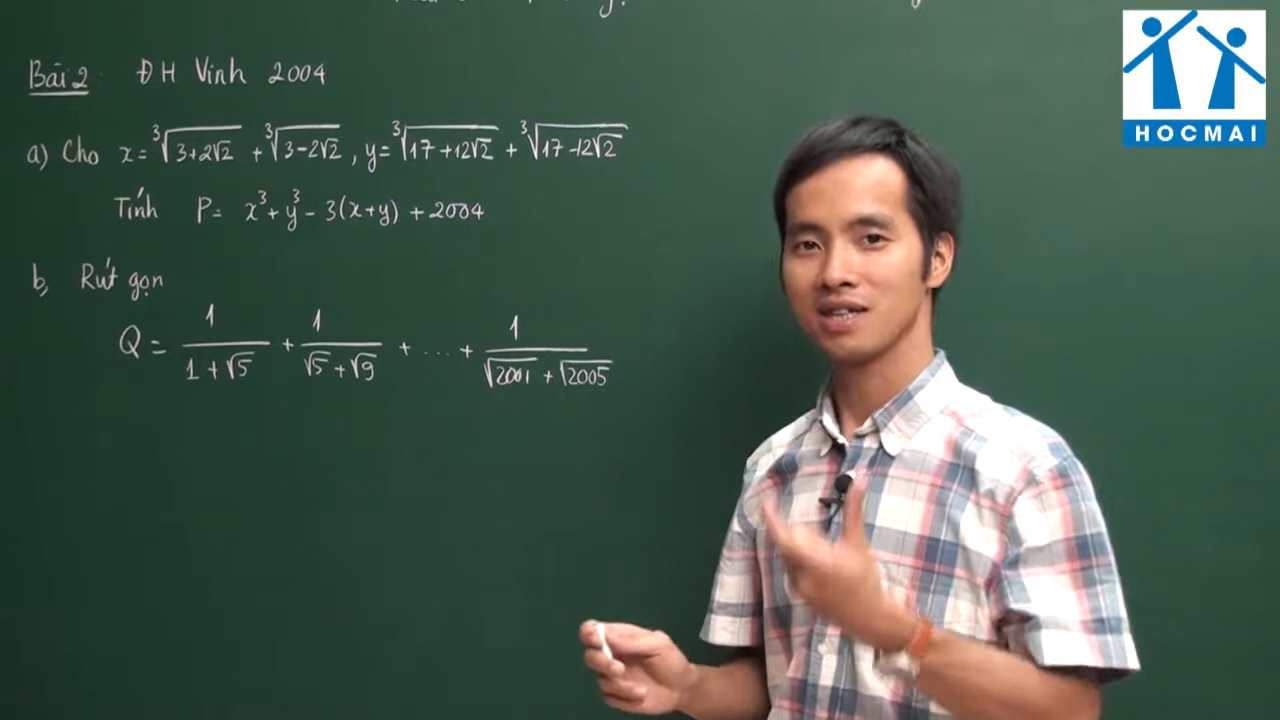 Bài 2: ĐH Vinh 2004
a) Cho x = ∛(3+2√2) + ∛(3-2√2), y = ∛(17+12√2) + ∛(17-12√2)
Tính P = x³ + y³ - 3(x+y) + 2004
b, Rút gọn
Q = 1/(1+√5) + 1/(√5+√9) + .... + 1/(√2001 + √2005)
HOCMAI